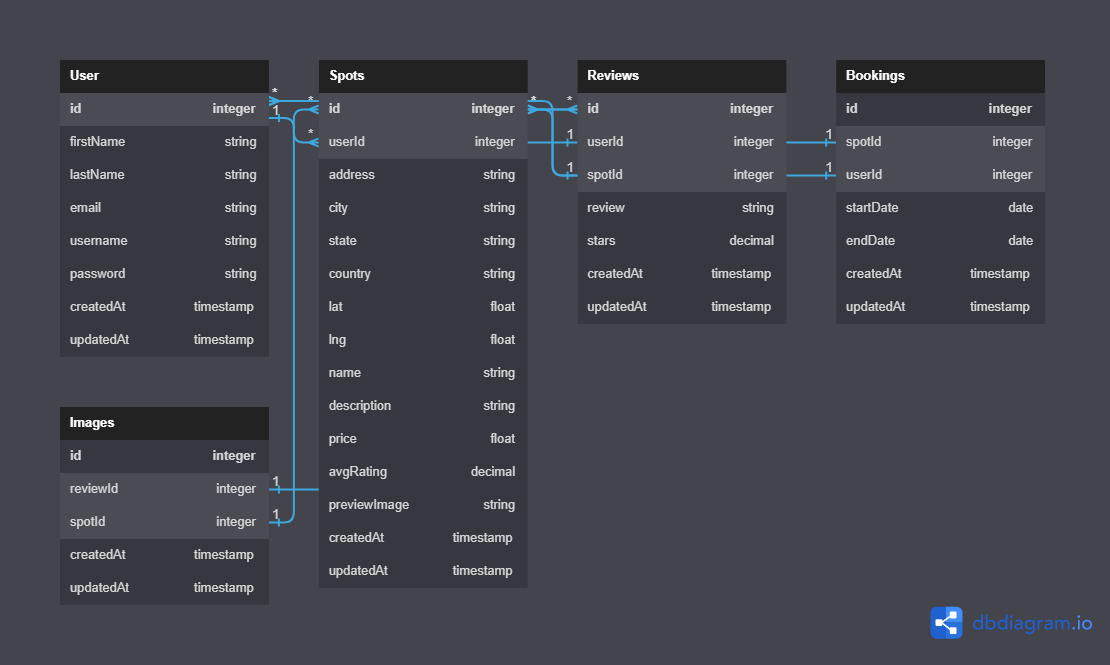 User
id integer
firstName string
lastName string
email string
username string
password string
createdAt timestamp
updatedAt timestamp
Spots
id integer
userId integer
address string
city string
state string
country string
lat float
lng float
name string
description string
price float
avgRating decimal
previewImage string
createdAt timestamp
updatedAt timestamp
Reviews
id integer
userId integer
spotId integer
review string
stars decimal
createdAt timestamp
updatedAt timestamp
Bookings
id integer
spotId integer
userId integer
startDate date
endDate date
createdAt timestamp
updatedAt timestamp
Images
id integer
reviewId integer
spotId integer
createdAt timestamp
updatedAt timestamp
*
1
*
*
*
*
1
1
1
1
1
1
dbdiagram.io